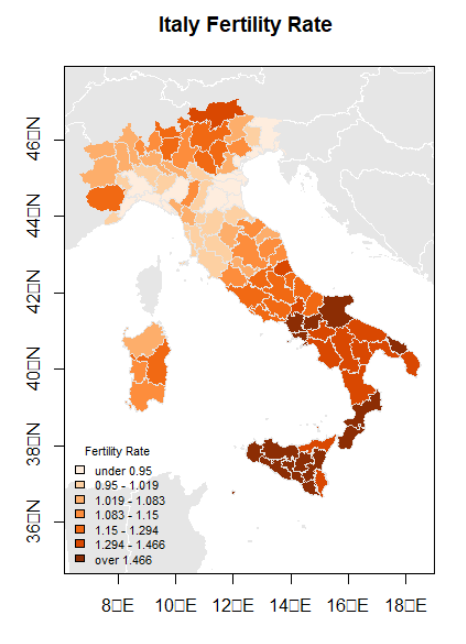 Italy Fertility Rate
46□N
44□N
42□N
40□N
38□N
36□N
Fertility Rate
under 0.95
0.95 - 1.019
1.019 - 1.083
1.083 - 1.15
1.15 - 1.294
1.294 - 1.466
over 1.466
8□E 10□E 12□E 14□E 16□E 18□E